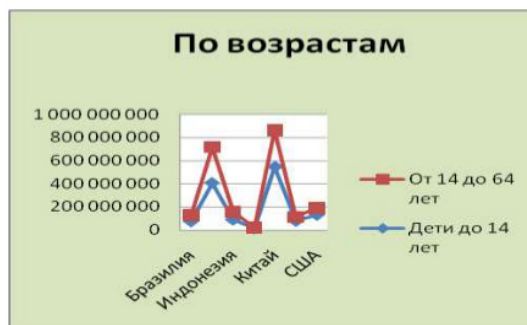 По возрастам
1 000 000 000
800 000 000
600 000 000
400 000 000
200 000 000
0
Бразилия
Индонезия
Китай
США
От 14 до 64
лет
Дети до 14
лет